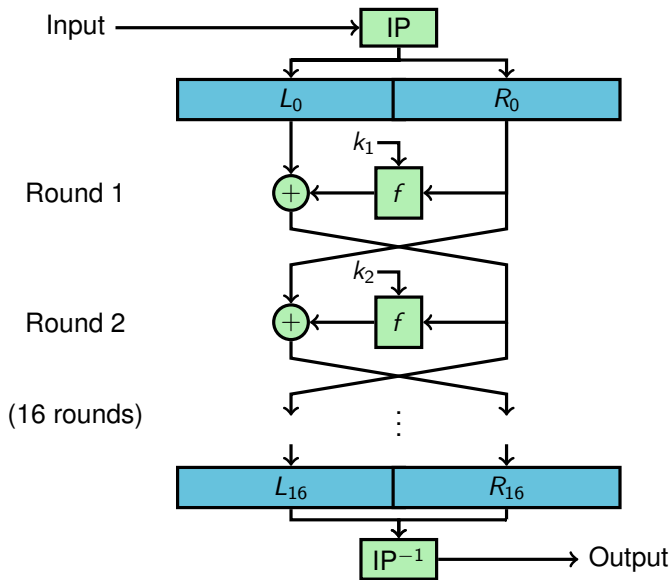 Input IP
L₀ R₀
k₁
Round 1 + f
k₂
Round 2 + f
(16 rounds) ⋮
L₁₆ R₁₆
IP⁻¹ Output